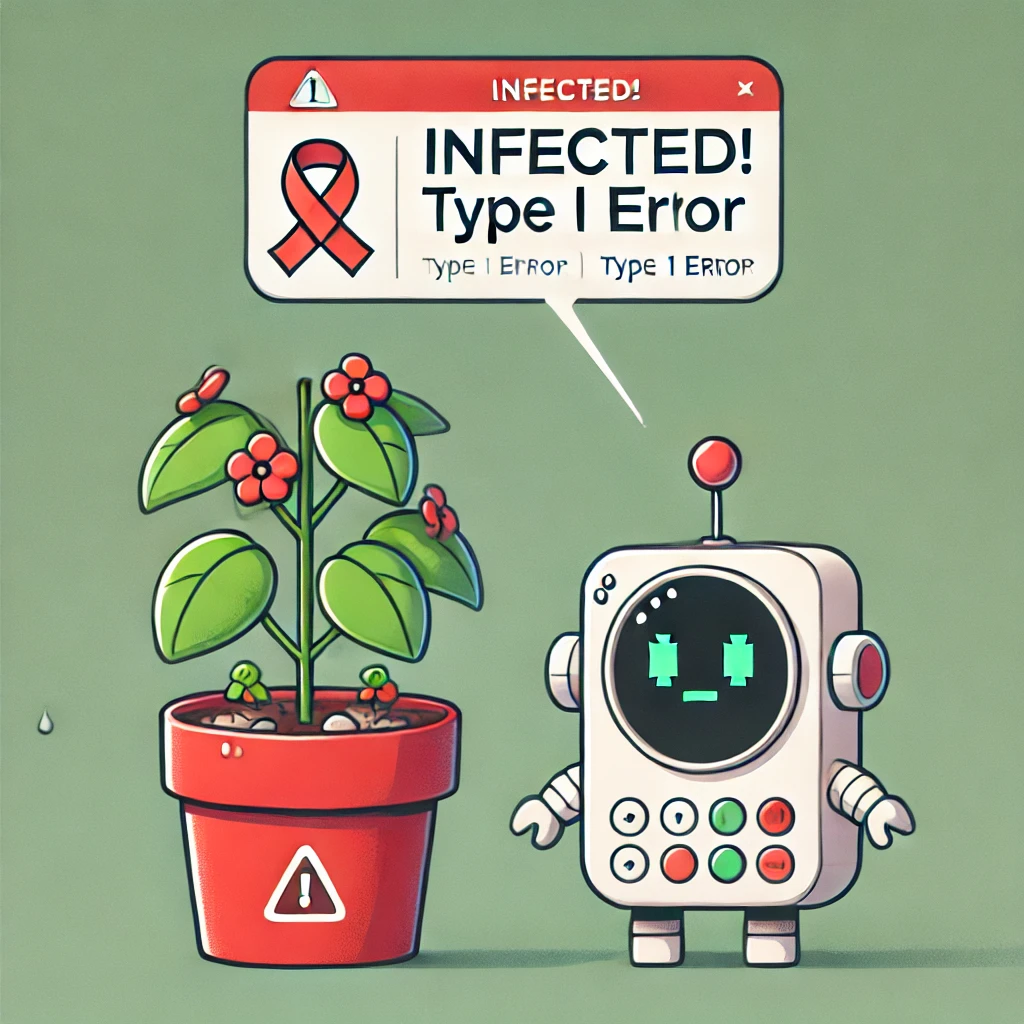 INFECTED!
INFECTED!
Type I Error
Type I Error | Type 1 Error